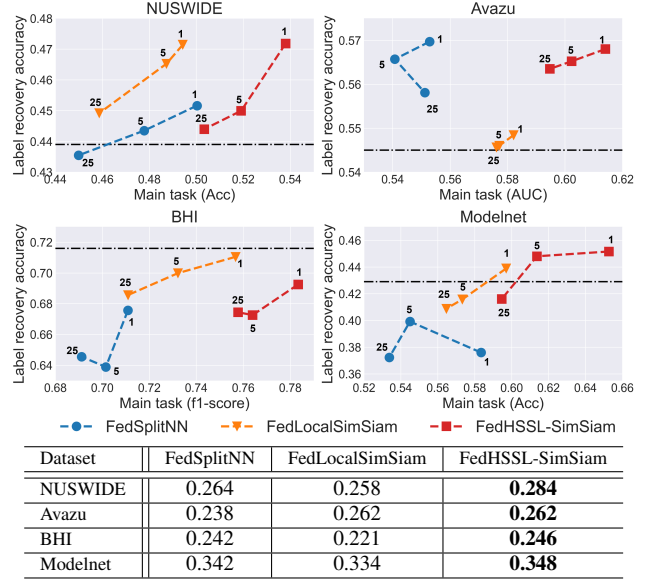 NUSWIDE
Label recovery accuracy
0.48
0.47
0.46
0.45
0.44
0.43
1
5
25
1
5
25
1
5
25
0.44 0.46 0.48 0.50 0.52 0.54
Main task (Acc)
Avazu
Label recovery accuracy
0.57
0.56
0.55
0.54
1
5
25
5
1
25
25
5
1
0.54 0.56 0.58 0.60 0.62
Main task (AUC)
BHI
Label recovery accuracy
0.72
0.70
0.68
0.66
0.64
25
5
1
25
5
1
25
5
1
0.68 0.70 0.72 0.74 0.76 0.78
Main task (f1-score)
Modelnet
Label recovery accuracy
0.46
0.44
0.42
0.40
0.38
0.36
25
5
1
25
5
1
25
5
1
0.52 0.54 0.56 0.58 0.60 0.62 0.64 0.66
Main task (Acc)
FedSplitNN FedLocalSimSiam FedHSSL-SimSiam
Dataset FedSplitNN FedLocalSimSiam FedHSSL-SimSiam
NUSWIDE 0.264 0.258 0.284
Avazu 0.238 0.262 0.262
BHI 0.242 0.221 0.246
Modelnet 0.342 0.334 0.348